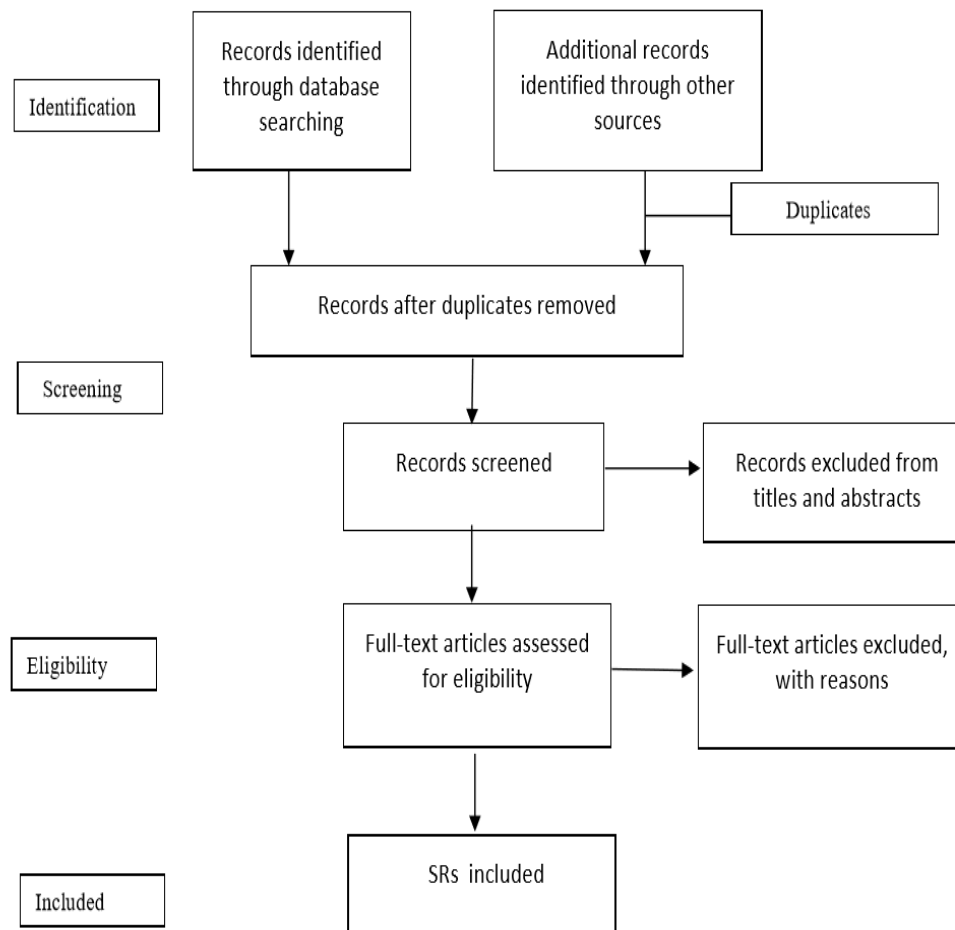 Records identified
through database
searching
Additional records
identified through other
sources
Identification
Duplicates
Records after duplicates removed
Screening
Records screened
Records excluded from
titles and abstracts
Full-text articles assessed
for eligibility
Full-text articles excluded,
with reasons
Eligibility
SRs included
Included